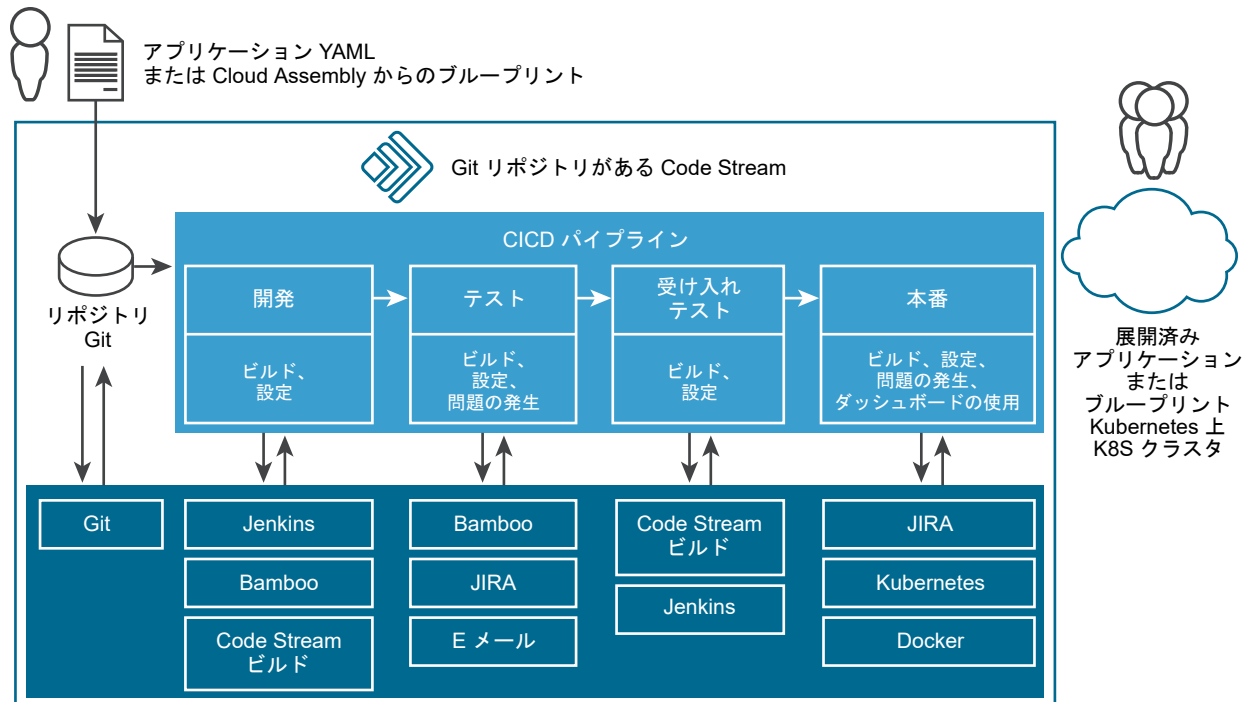 アプリケーション YAML
または Cloud Assembly からのブループリント
Git リポジトリがある Code Stream
CICD パイプライン
リポジトリ
Git
開発
ビルド、
設定
テスト
ビルド、
設定、
問題の発生
受け入れ
テスト
ビルド、
設定
本番
ビルド、設定、
問題の発生、
ダッシュボードの使用
展開済み
アプリケーション
または
ブループリント
Kubernetes 上
K8S クラスタ
Git
Jenkins
Bamboo
Code Stream
ビルド
Bamboo
JIRA
E メール
Code Stream
ビルド
Jenkins
JIRA
Kubernetes
Docker